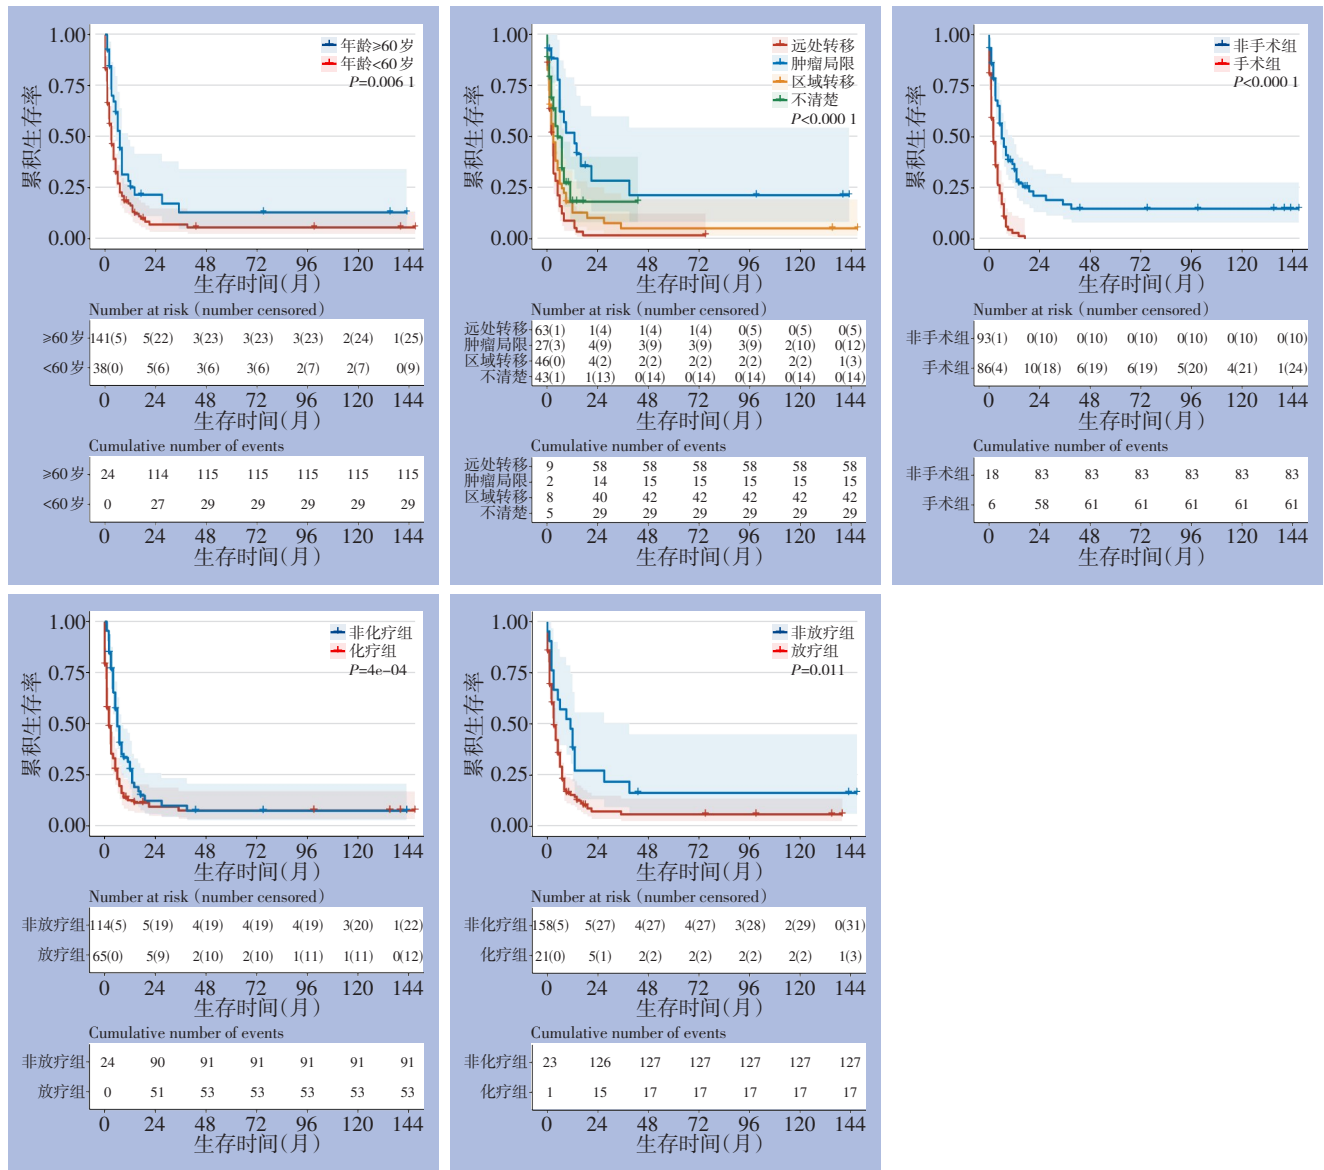 1.00
年龄≥60岁
年龄<60岁
P=0.006 1
0.75
0.50
0.25
0.00
累积生存率
0 24 48 72 96 120 144
生存时间(月)
Number at risk (number censored)
≥60岁 141(5) 5(22) 3(23) 3(23) 3(23) 2(24) 1(25)
<60岁 38(0) 5(6) 3(6) 3(6) 2(7) 2(7) 0(9)
0 24 48 72 96 120 144
生存时间(月)
Cumulative number of events
≥60岁 24 114 115 115 115 115 115
<60岁 0 27 29 29 29 29 29
0 24 48 72 96 120 144
生存时间(月)
1.00
远处转移
肿瘤局限
区域转移
不清楚
P<0.000 1
0.75
0.50
0.25
0.00
累积生存率
0 24 48 72 96 120 144
生存时间(月)
Number at risk (number censored)
远处转移 63(1) 1(4) 1(4) 1(4) 0(5) 0(5) 0(5)
肿瘤局限 27(3) 4(9) 3(9) 3(9) 3(9) 2(10) 0(12)
区域转移 46(0) 4(2) 2(2) 2(2) 2(2) 2(2) 1(3)
不清楚 43(1) 1(13) 0(14) 0(14) 0(14) 0(14) 0(14)
0 24 48 72 96 120 144
生存时间(月)
Cumulative number of events
远处转移 9 58 58 58 58 58 58
肿瘤局限 2 14 15 15 15 15 15
区域转移 8 40 42 42 42 42 42
不清楚 5 29 29 29 29 29 29
0 24 48 72 96 120 144
生存时间(月)
1.00
非手术组
手术组
P<0.000 1
0.75
0.50
0.25
0.00
累积生存率
0 24 48 72 96 120 144
生存时间(月)
Number at risk (number censored)
非手术组 93(1) 0(10) 0(10) 0(10) 0(10) 0(10) 0(10)
手术组 86(4) 10(18) 6(19) 6(19) 5(20) 4(21) 1(24)
0 24 48 72 96 120 144
生存时间(月)
Cumulative number of events
非手术组 18 83 83 83 83 83 83
手术组 6 58 61 61 61 61 61
0 24 48 72 96 120 144
生存时间(月)
1.00
非化疗组
化疗组
P=4e-04
0.75
0.50
0.25
0.00
累积生存率
0 24 48 72 96 120 144
生存时间(月)
Number at risk (number censored)
非放疗组 114(5) 5(19) 4(19) 4(19) 4(19) 3(20) 1(22)
放疗组 65(0) 5(9) 2(10) 2(10) 1(11) 1(11) 0(12)
0 24 48 72 96 120 144
生存时间(月)
Cumulative number of events
非放疗组 24 90 91 91 91 91 91
放疗组 0 51 53 53 53 53 53
0 24 48 72 96 120 144
生存时间(月)
1.00
非放疗组
放疗组
P=0.011
0.75
0.50
0.25
0.00
累积生存率
0 24 48 72 96 120 144
生存时间(月)
Number at risk (number censored)
非化疗组 158(5) 5(27) 4(27) 4(27) 3(28) 2(29) 0(31)
化疗组 21(0) 5(1) 2(2) 2(2) 2(2) 2(2) 1(3)
0 24 48 72 96 120 144
生存时间(月)
Cumulative number of events
非化疗组 23 126 127 127 127 127 127
化疗组 1 15 17 17 17 17 17
0 24 48 72 96 120 144
生存时间(月)